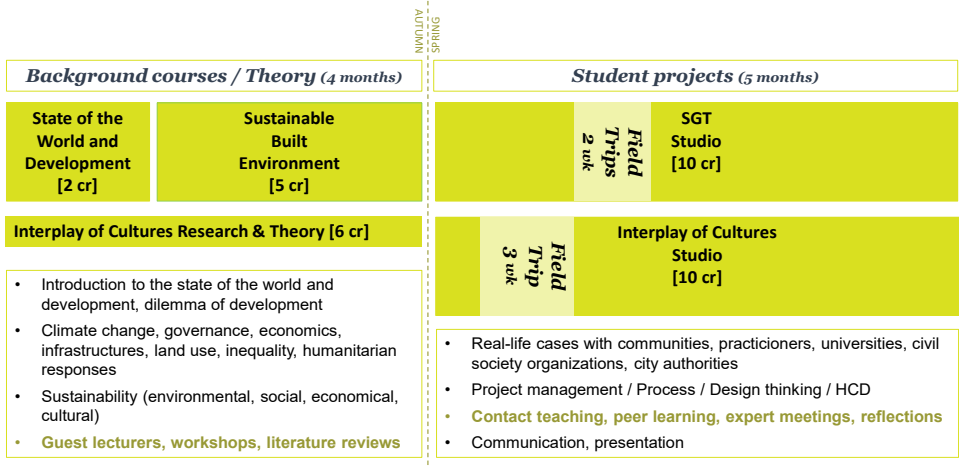 AUTUMN
SPRING
Background courses / Theory (4 months)
State of the
World and
Development
[2 cr]
Sustainable
Built
Environment
[5 cr]
Interplay of Cultures Research & Theory [6 cr]
• Introduction to the state of the world and
development, dilemma of development
• Climate change, governance, economics,
infrastructures, land use, inequality, humanitarian
responses
• Sustainability (environmental, social, economical,
cultural)
• Guest lecturers, workshops, literature reviews
Student projects (5 months)
Field
Trips
2 wk
SGT
Studio
[10 cr]
Field
Trip
3 wk
Interplay of Cultures
Studio
[10 cr]
• Real-life cases with communities, practicioners, universities, civil
society organizations, city authorities
• Project management / Process / Design thinking / HCD
• Contact teaching, peer learning, expert meetings, reflections
• Communication, presentation